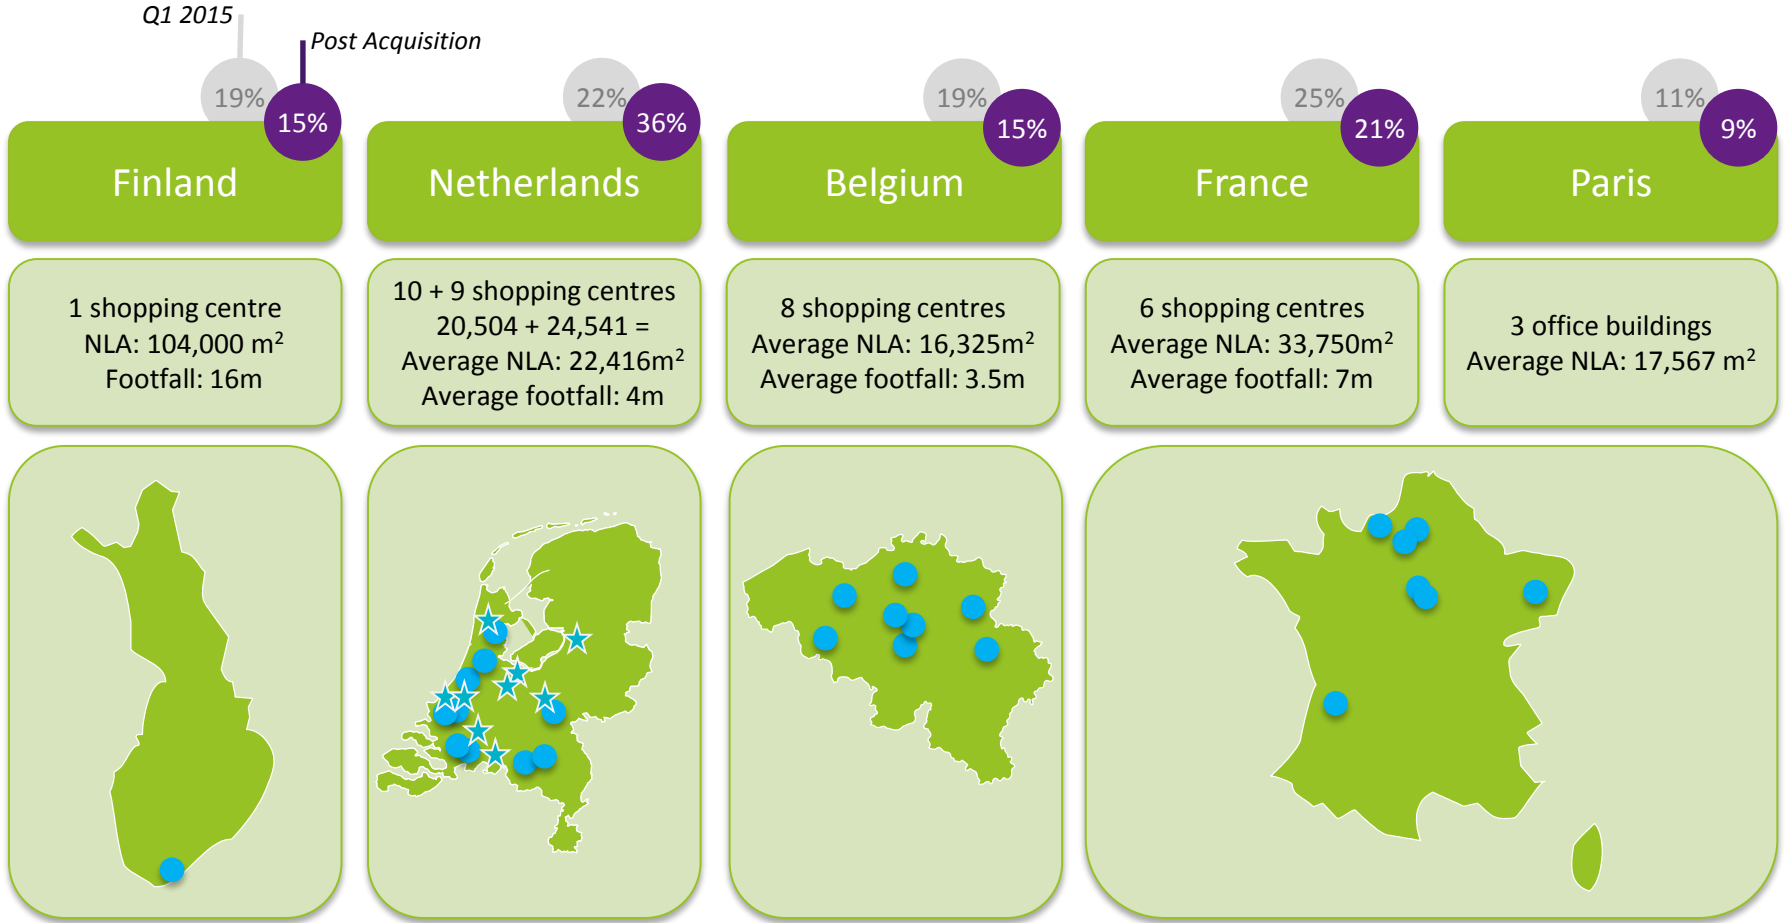 Q1 2015
Post Acquisition
19%
15%
22%
36%
19%
15%
25%
21%
11%
9%
Finland
Netherlands
Belgium
France
Paris
1 shopping centre
NLA: 104,000 m²
Footfall: 16m
10 + 9 shopping centres
20,504 + 24,541 =
Average NLA: 22,416m²
Average footfall: 4m
8 shopping centres
Average NLA: 16,325m²
Average footfall: 3.5m
6 shopping centres
Average NLA: 33,750m²
Average footfall: 7m
3 office buildings
Average NLA: 17,567 m²